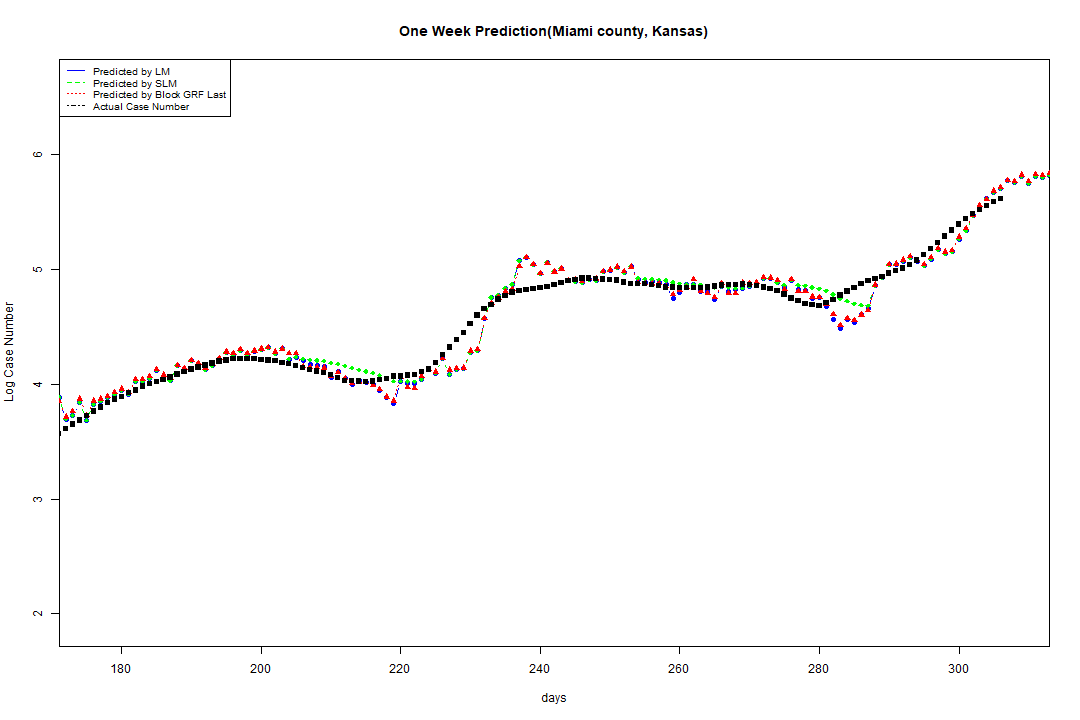 One Week Prediction(Miami county, Kansas)
Predicted by LM
Predicted by SLM
Predicted by Block GRF Last
Actual Case Number
Log Case Number
6
5
4
3
2
180 200 220 240 260 280 300
days